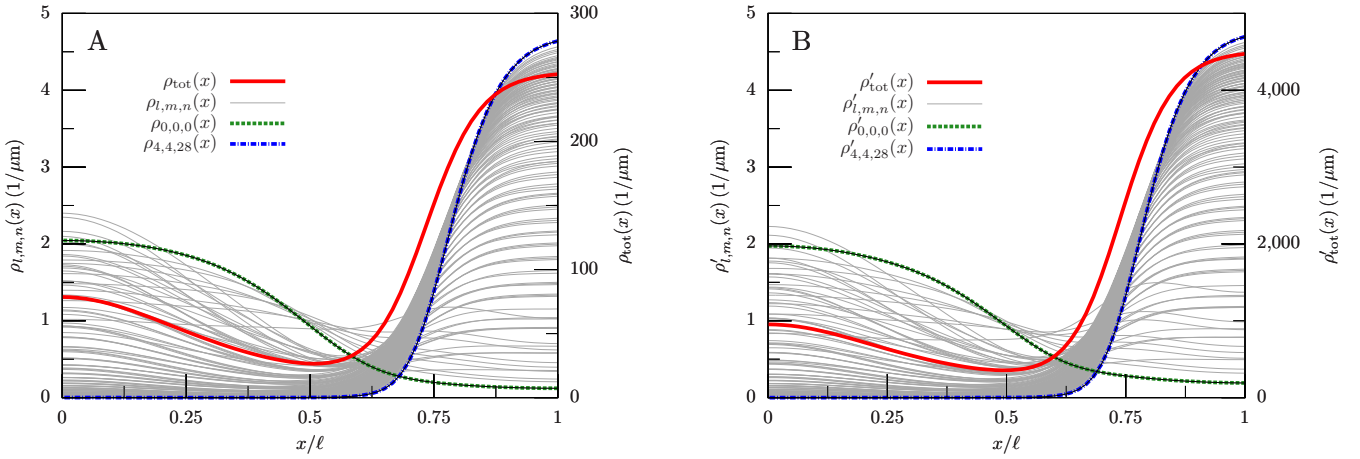 A
ρtot(x)
ρl,m,n(x)
ρ0,0,0(x)
ρ4,4,28(x)
5
4
3
2
1
0
ρl,m,n(x) (1/μm)
300
200
100
0
ρtot(x) (1/μm)
0
0.25
0.5
0.75
1
x/ℓ
B
ρ′tot(x)
ρ′l,m,n(x)
ρ′0,0,0(x)
ρ′4,4,28(x)
5
4
3
2
1
0
ρ′l,m,n(x) (1/μm)
4,000
2,000
0
ρ′tot(x) (1/μm)
0
0.25
0.5
0.75
1
x/ℓ